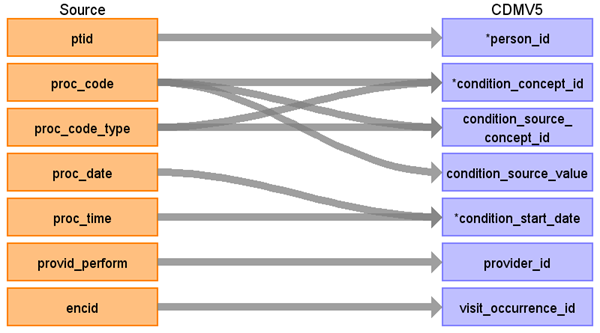 Source CDMV5
ptid *person_id
proc_code *condition_concept_id
proc_code_type condition_source_
concept_id
proc_date condition_source_value
proc_time *condition_start_date
provid_perform provider_id
encid visit_occurrence_id